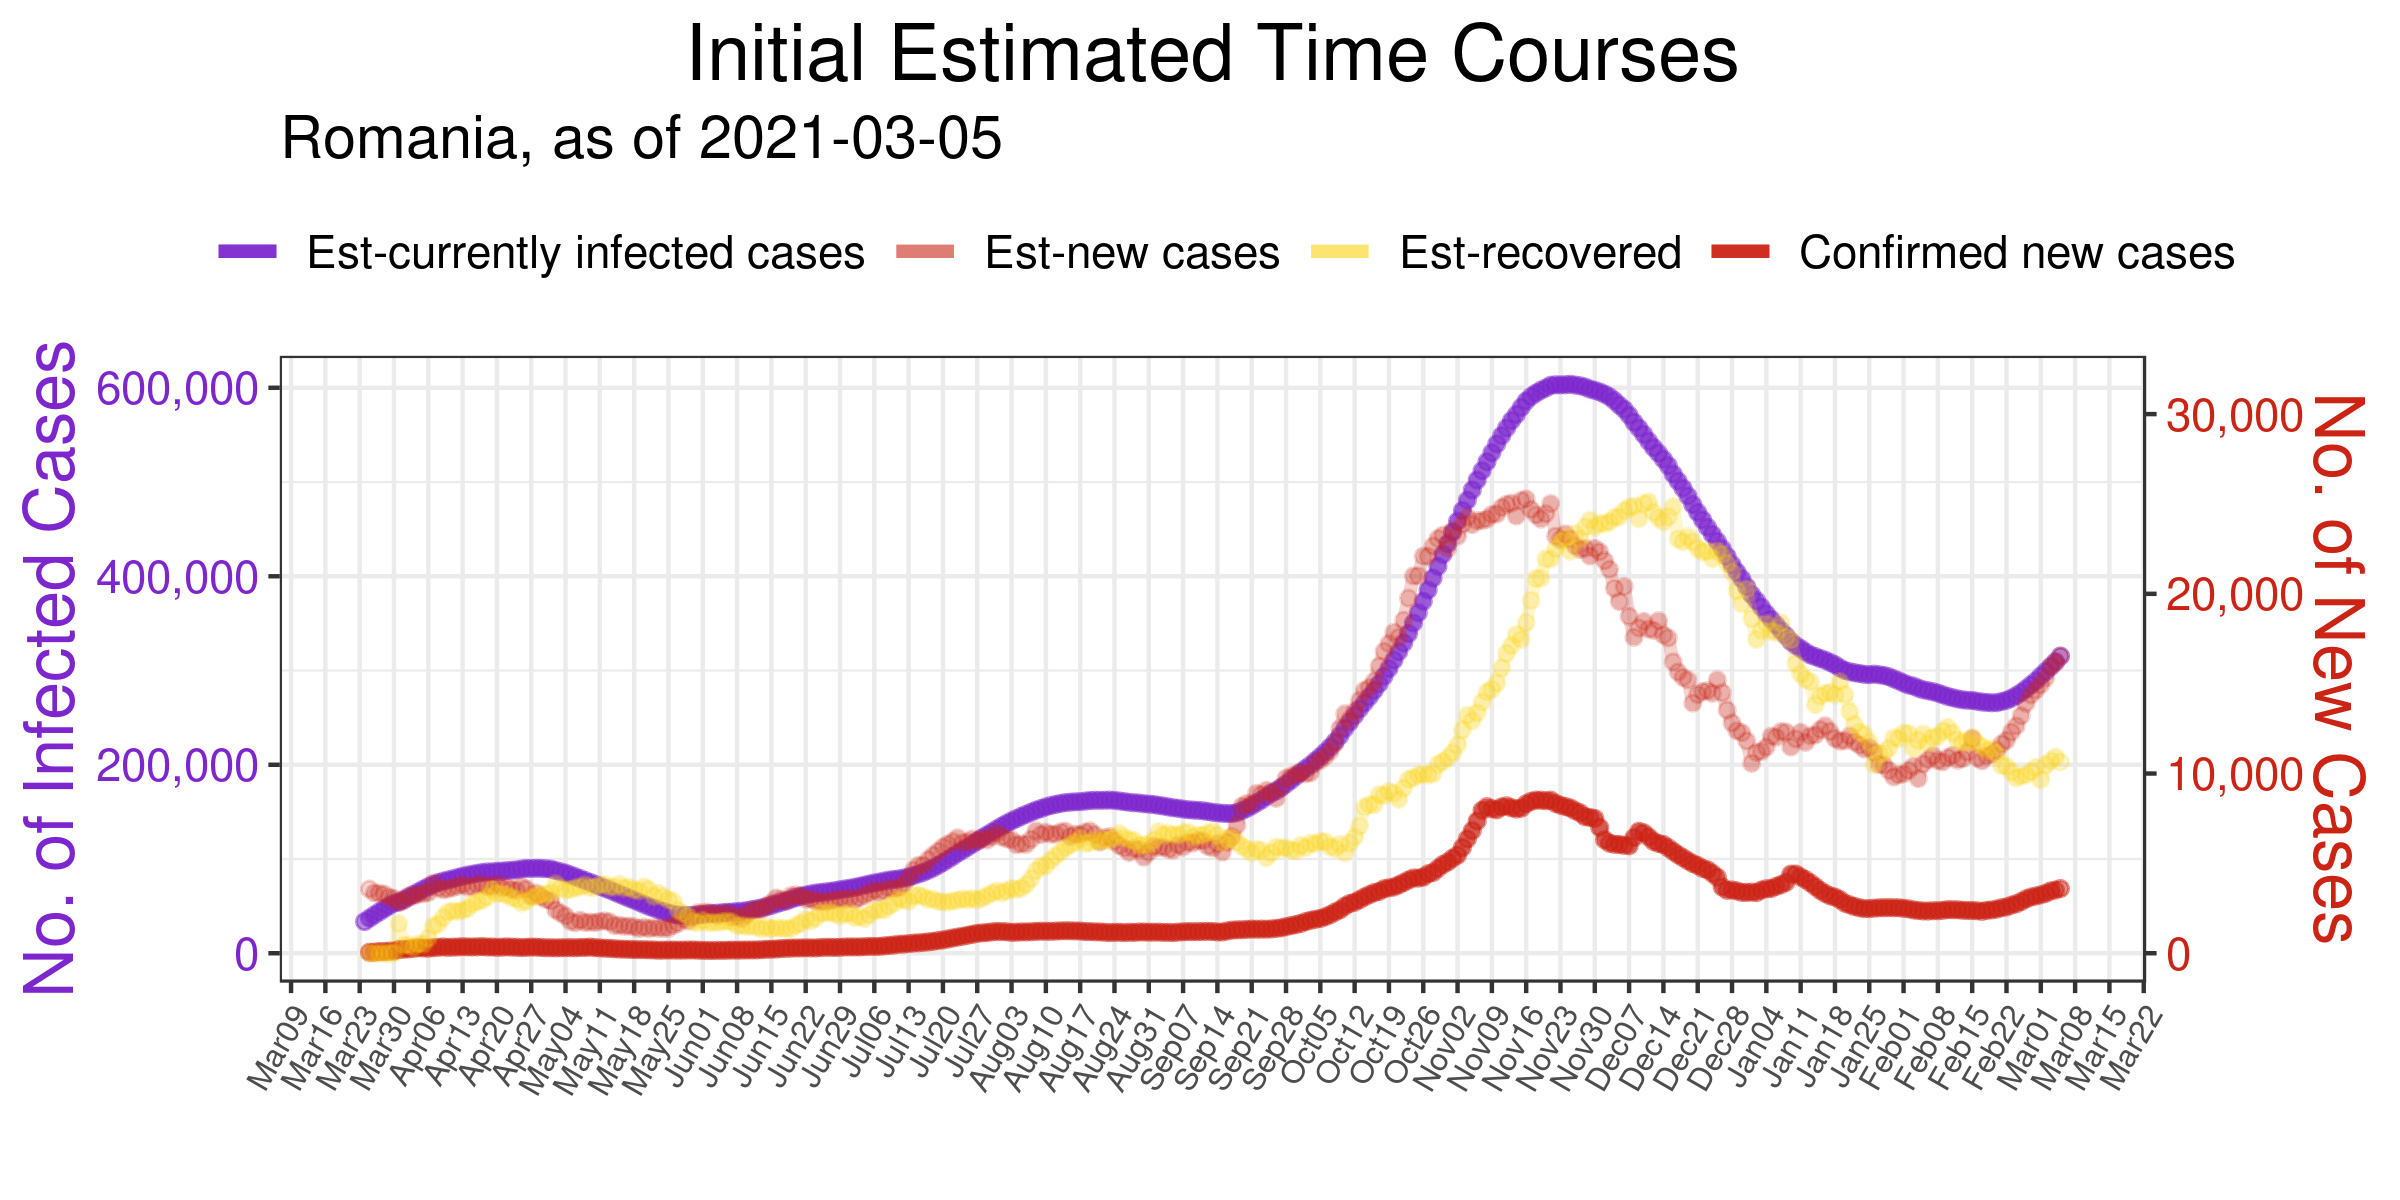 Initial Estimated Time Courses
Romania, as of 2021-03-05
Est-currently infected cases Est-new cases Est-recovered Confirmed new cases
No. of Infected Cases
600,000
400,000
200,000
0
30,000
20,000
10,000
0
No. of New Cases
Mar09 Mar16 Mar23 Mar30 Apr06 Apr13 Apr20 Apr27 May04 May11 May18 May25 Jun01 Jun08 Jun15 Jun22 Jun29 Jul06 Jul13 Jul20 Jul27 Aug03 Aug10 Aug17 Aug24 Aug31 Sep07 Sep14 Sep21 Sep28 Oct05 Oct12 Oct19 Oct26 Nov02 Nov09 Nov16 Nov23 Nov30 Dec07 Dec14 Dec21 Dec28 Jan04 Jan11 Jan18 Jan25 Feb01 Feb08 Feb15 Feb22 Mar01 Mar08 Mar15 Mar22